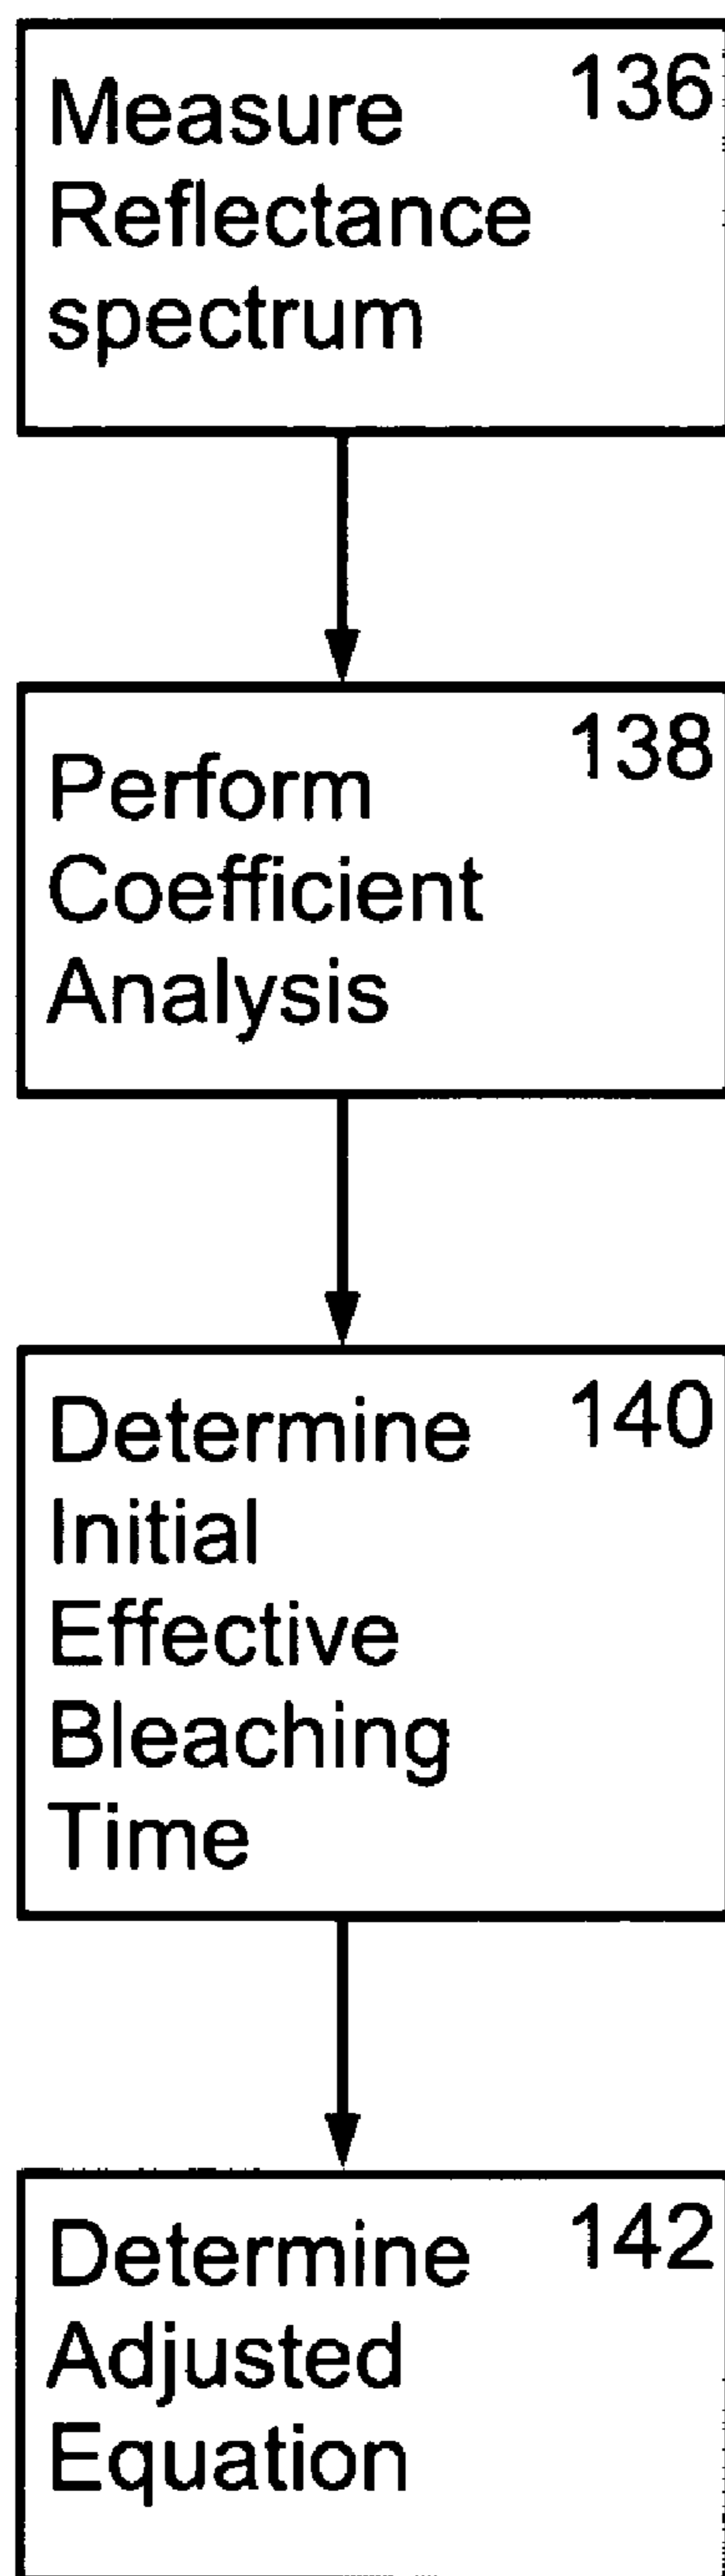 Measure 136
Reflectance
spectrum
Perform 138
Coefficient
Analysis
Determine 140
Initial
Effective
Bleaching
Time
Determine 142
Adjusted
Equation